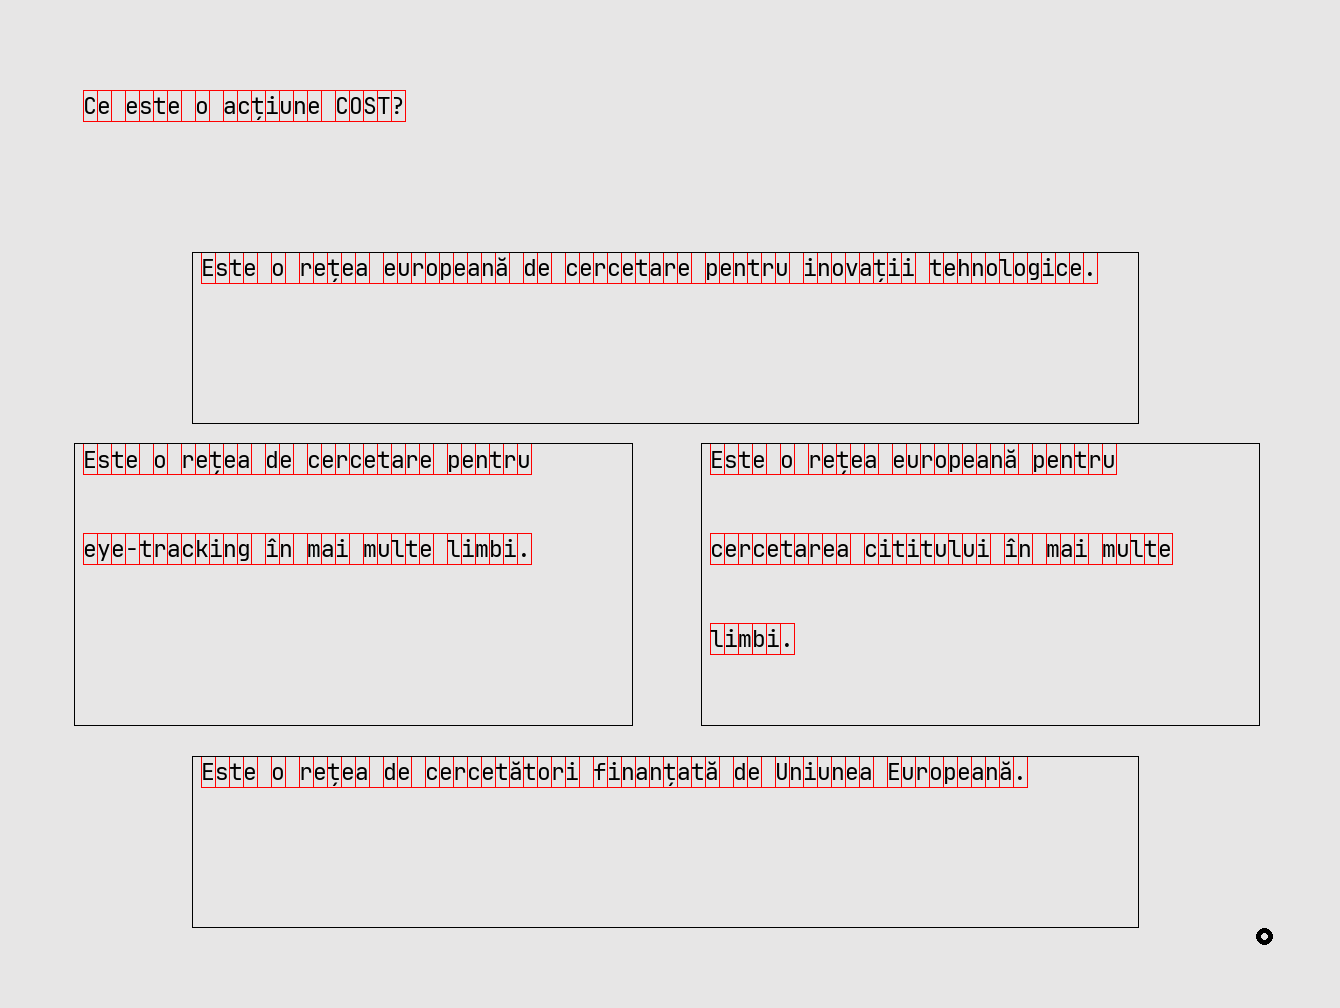 Ce este o acțiune COST?
Este o rețea europeană de cercetare pentru inovații tehnologice.
Este o rețea de cercetare pentru
eye-tracking în mai multe limbi.
Este o rețea europeană pentru
cercetarea cititului în mai multe
limbi.
Este o rețea de cercetători finanțată de Uniunea Europeană.